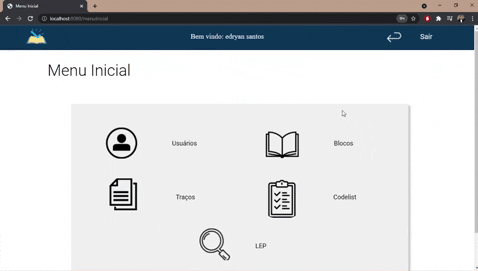 Menu Inicial
localhost:8080/menuInicial
Bem vindo: edryan santos
Sair
Menu Inicial
Usuários
Blocos
Traços
Codelist
LEP